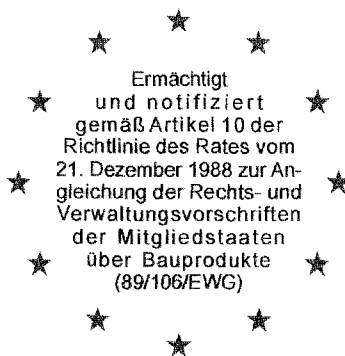 Ermächtigt
und notifiziert
gemäß Artikel 10 der
Richtlinie des Rates vom
21. Dezember 1988 zur An-
gleichung der Rechts- und
Verwaltungsvorschriften
der Mitgliedstaaten
über Bauprodukte
(89/106/EWG)